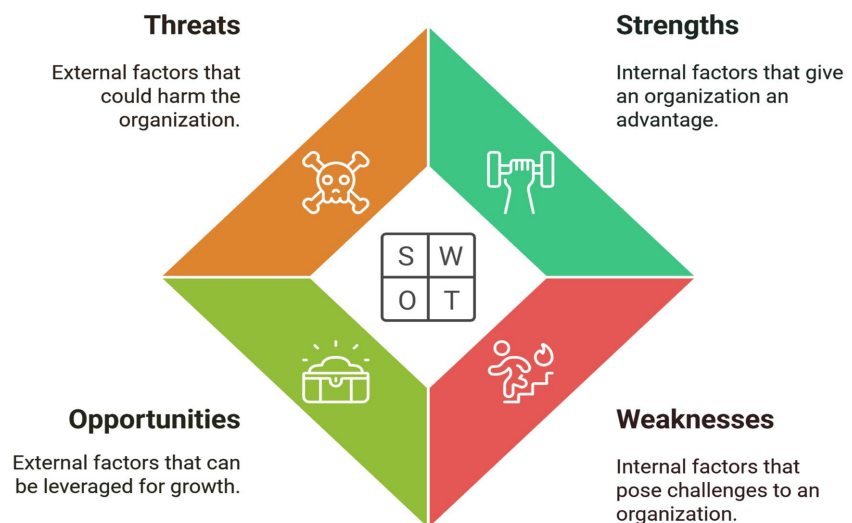 Threats
External factors that
could harm the
organization.
Strengths
Internal factors that give
an organization an
advantage.
S W
O T
Opportunities
External factors that can
be leveraged for growth.
Weaknesses
Internal factors that
pose challenges to an
organization.